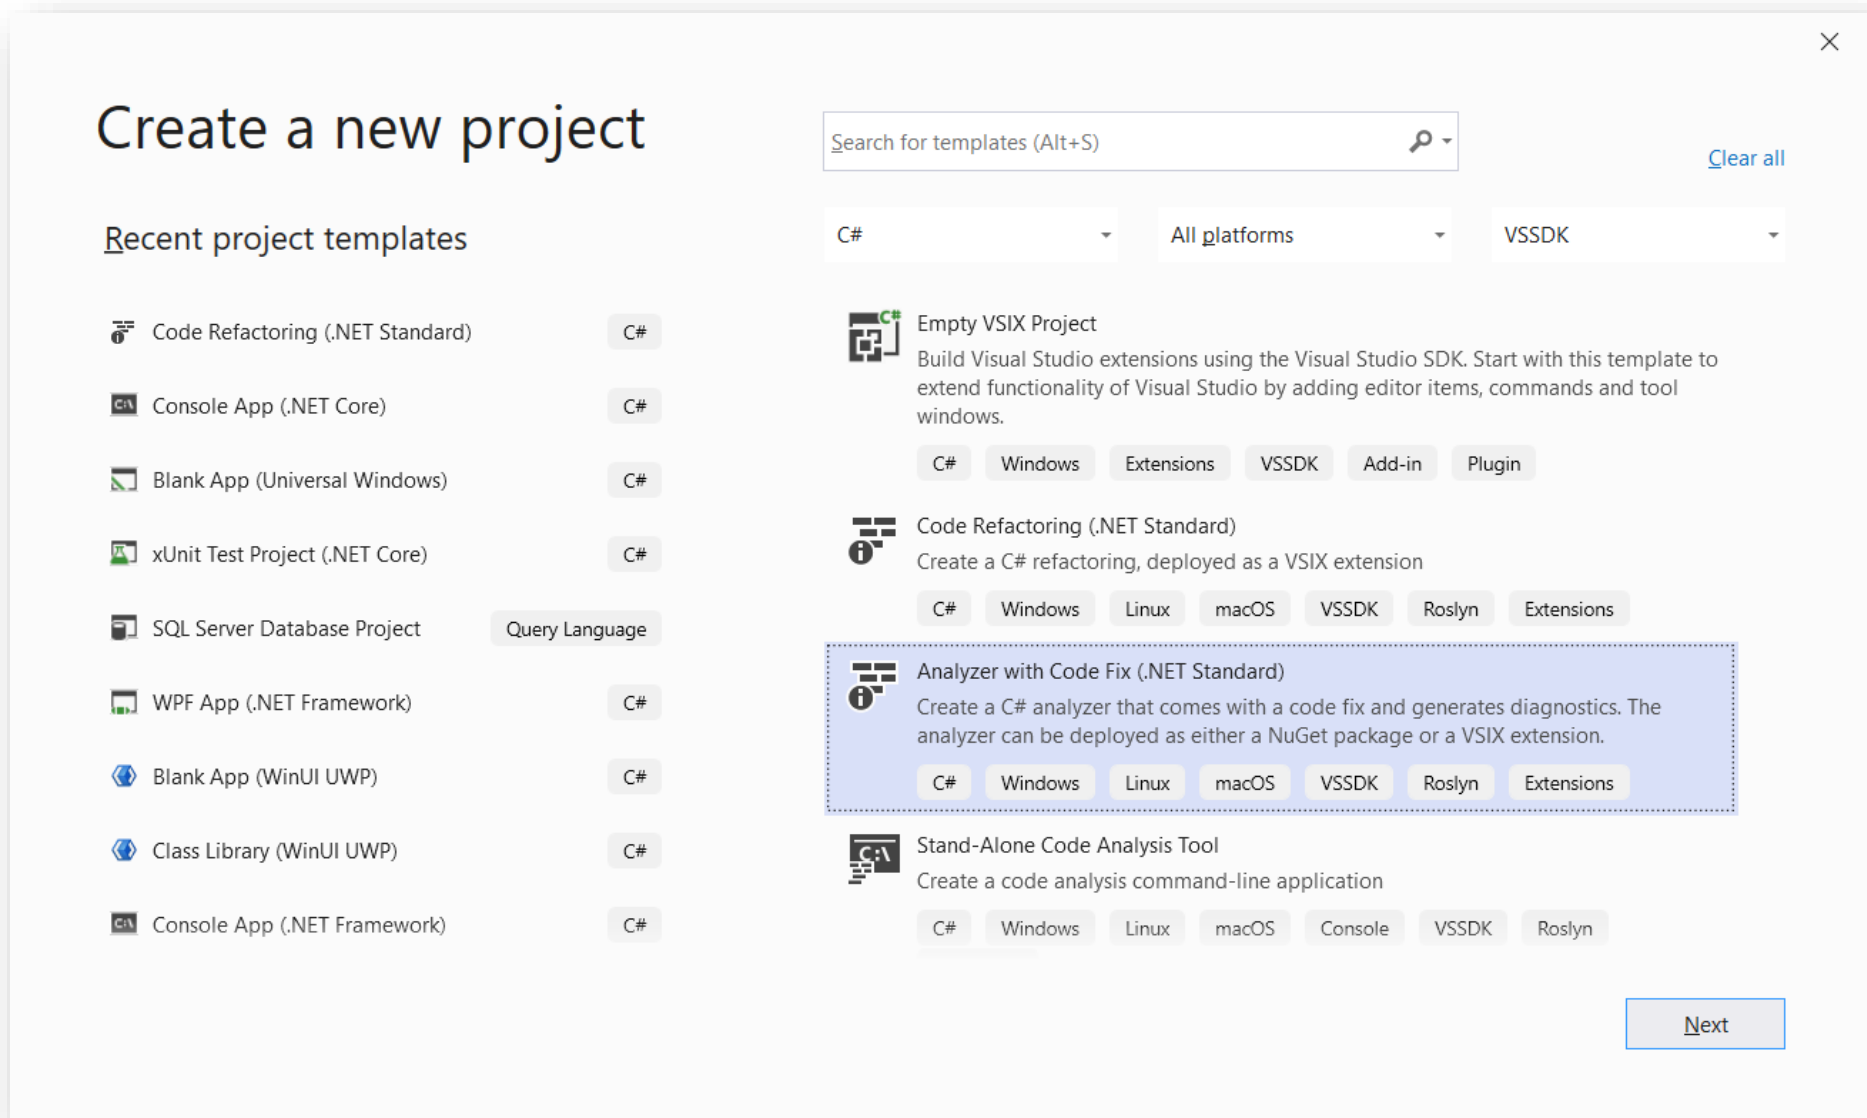 Create a new project
Search for templates (Alt+S)
Clear all
C#
All platforms
VSSDK
Recent project templates
Code Refactoring (.NET Standard) C#
Console App (.NET Core) C#
Blank App (Universal Windows) C#
xUnit Test Project (.NET Core) C#
SQL Server Database Project Query Language
WPF App (.NET Framework) C#
Blank App (WinUI UWP) C#
Class Library (WinUI UWP) C#
Console App (.NET Framework) C#
Empty VSIX Project
Build Visual Studio extensions using the Visual Studio SDK. Start with this template to
extend functionality of Visual Studio by adding editor items, commands and tool
windows.
C# Windows Extensions VSSDK Add-in Plugin
Code Refactoring (.NET Standard)
Create a C# refactoring, deployed as a VSIX extension
C# Windows Linux macOS VSSDK Roslyn Extensions
Analyzer with Code Fix (.NET Standard)
Create a C# analyzer that comes with a code fix and generates diagnostics. The
analyzer can be deployed as either a NuGet package or a VSIX extension.
C# Windows Linux macOS VSSDK Roslyn Extensions
Stand-Alone Code Analysis Tool
Create a code analysis command-line application
C# Windows Linux macOS Console VSSDK Roslyn
Next